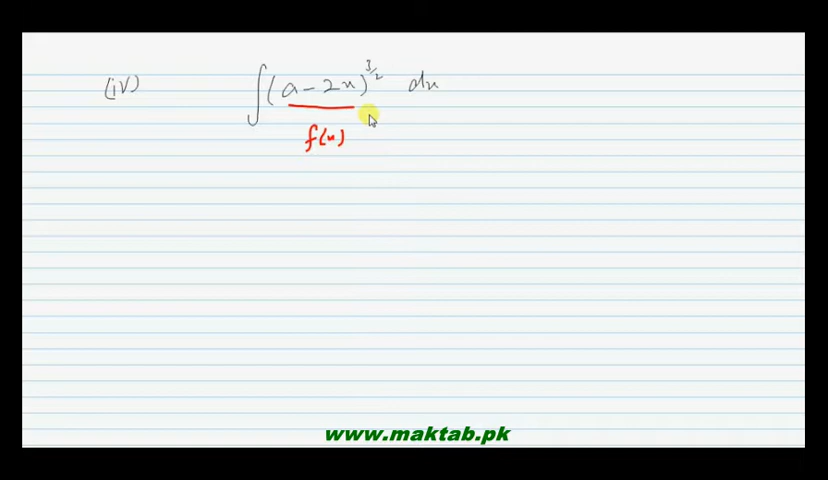 (iv) ∫(a-2x)^3/2 dx
f(x)
www.maktab.pk